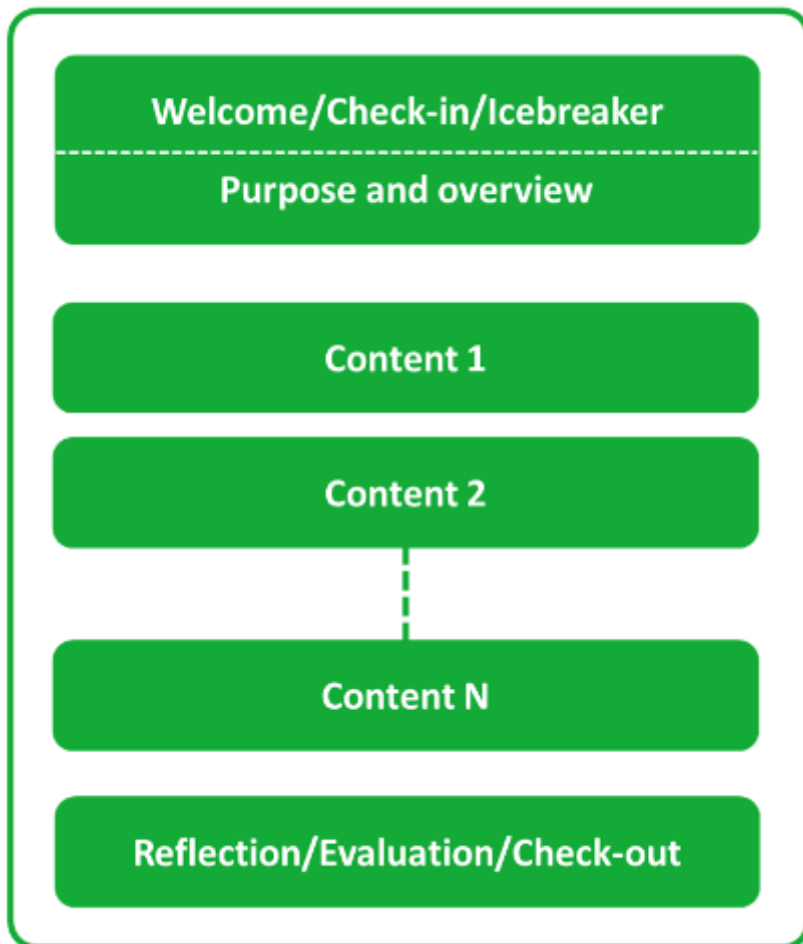 Welcome/Check-in/Icebreaker
Purpose and overview
Content 1
Content 2
Content N
Reflection/Evaluation/Check-out